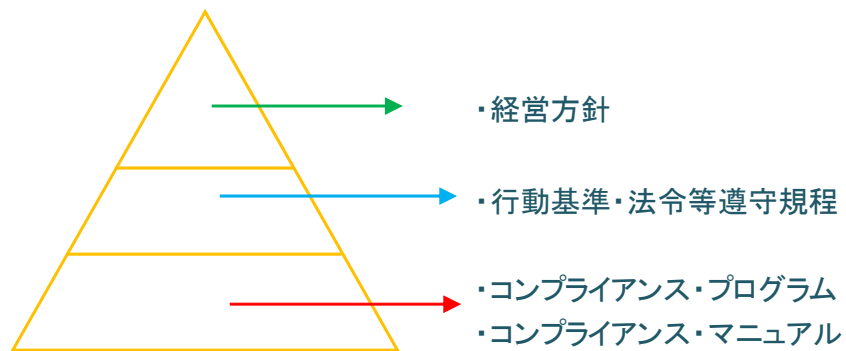 ・経営方針
・行動基準・法令等遵守規程
・コンプライアンス・プログラム
・コンプライアンス・マニュアル